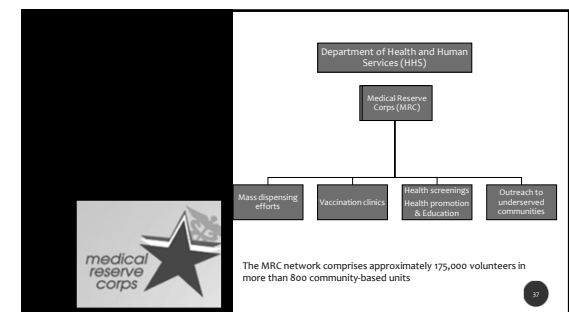 Department of Health and Human
Services (HHS)
Medical Reserve
Corps (MRC)
Mass dispensing
efforts
Vaccination clinics
Health screenings
Health promotion
& Education
Outreach to
underserved
communities
medical
reserve
corps
The MRC network comprises approximately 175,000 volunteers in
more than 800 community-based units
37